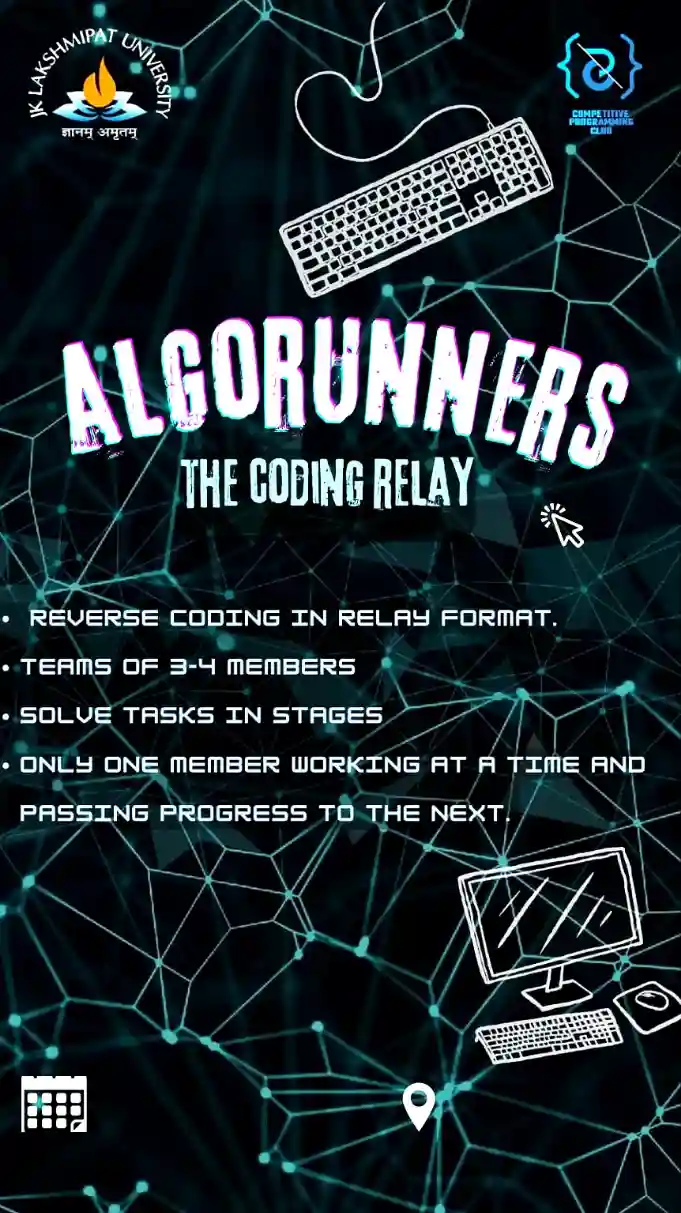 JK LAKSHMIPAT UNIVERSITY
ज्ञानम् अमृतम्
COMPETITIVE
PROGRAMMING
CLUB
ALGORUNNERS
THE CODING RELAY
• REVERSE CODING IN RELAY FORMAT.
• TEAMS OF 3-4 MEMBERS
• SOLVE TASKS IN STAGES
• ONLY ONE MEMBER WORKING AT A TIME AND
PASSING PROGRESS TO THE NEXT.